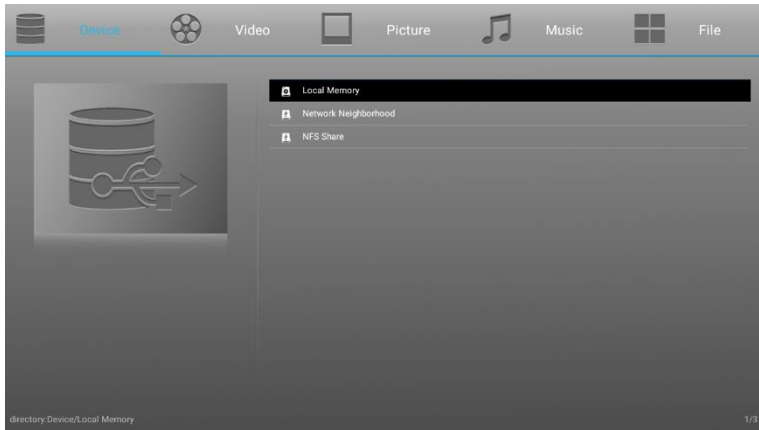 Device Video Picture Music File
Local Memory
Network Neighborhood
NFS Share
directory:Device/Local Memory 1/3